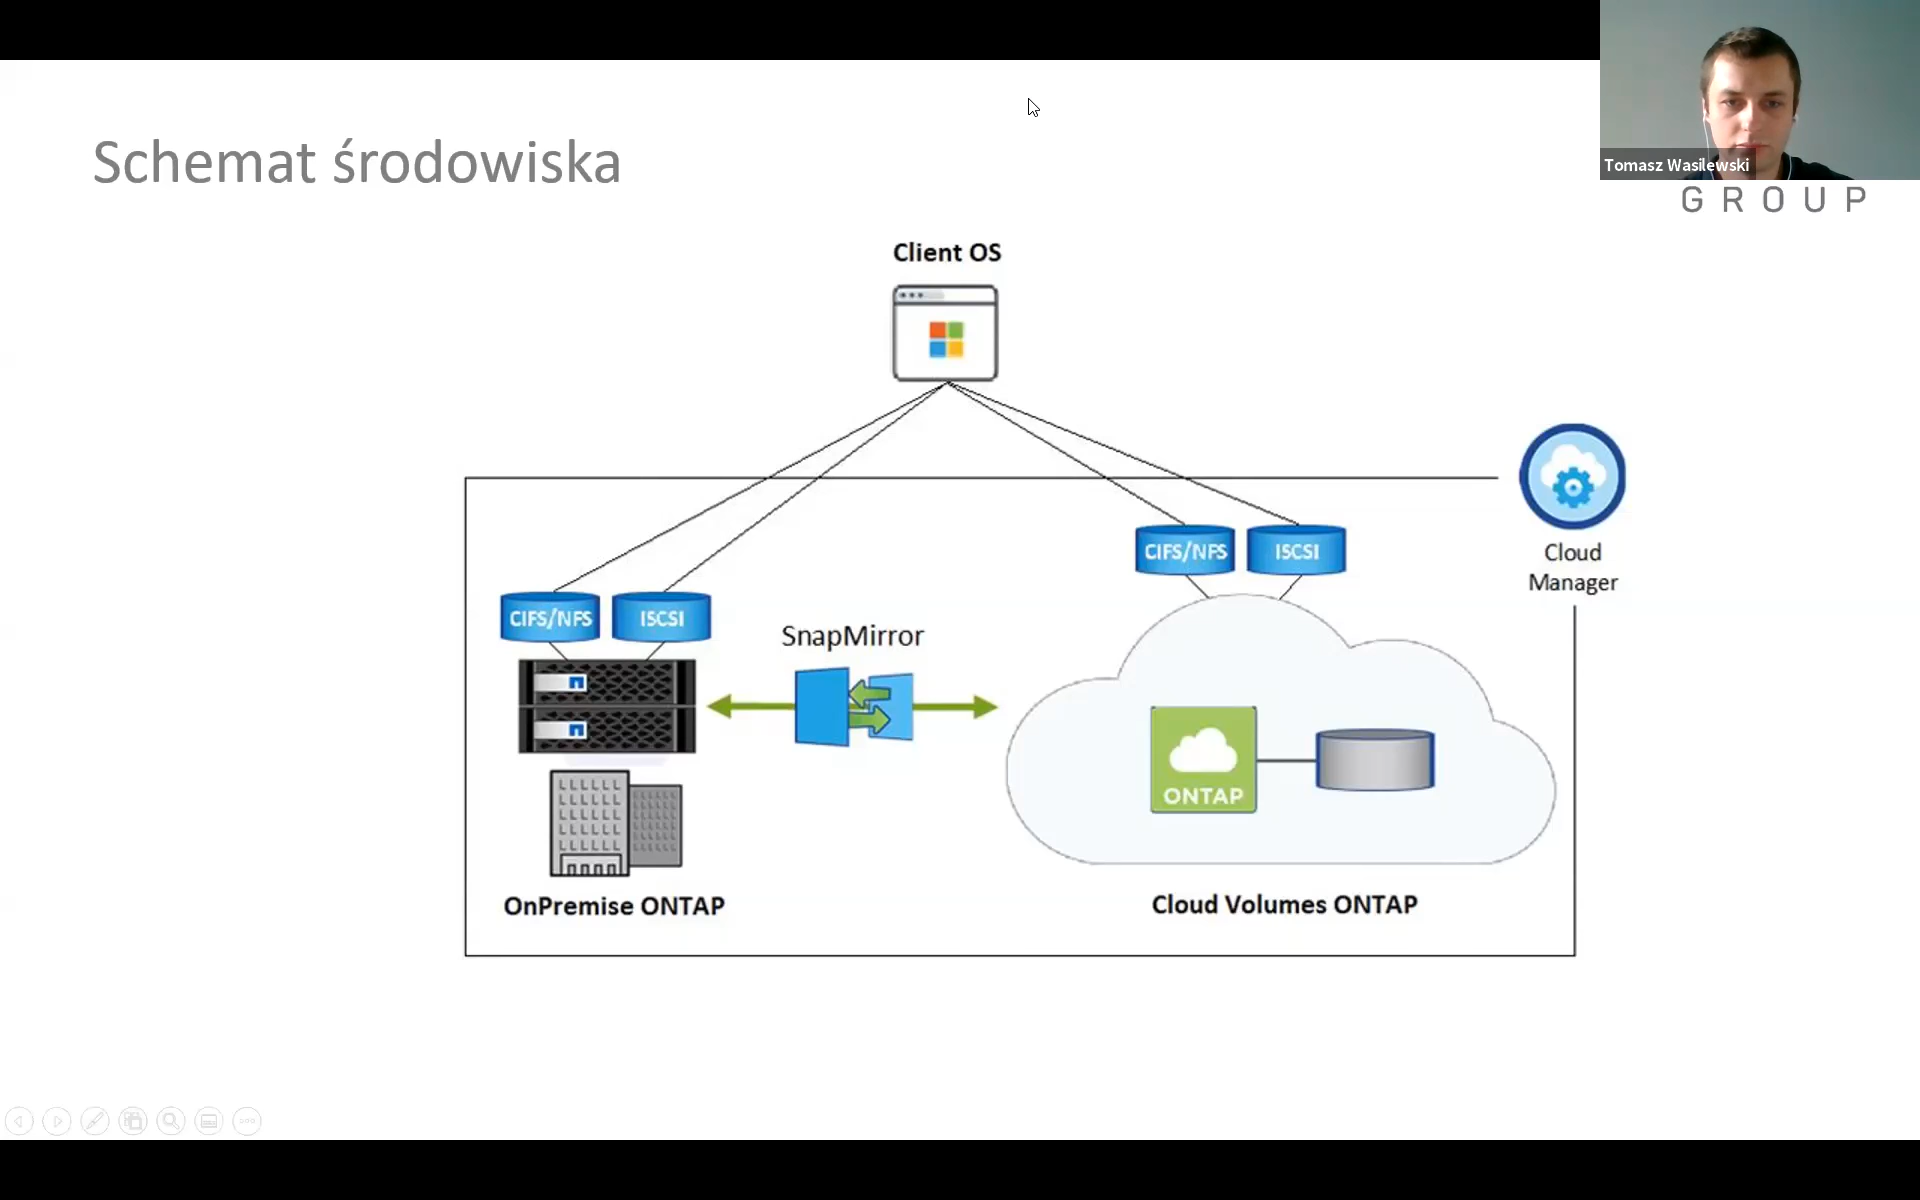 Schemat środowiska
Tomasz Wasilewski
GROUP
Client OS
CIFS/NFS
ISCSI
Cloud
Manager
CIFS/NFS
ISCSI
SnapMirror
ONTAP
OnPremise ONTAP
Cloud Volumes ONTAP